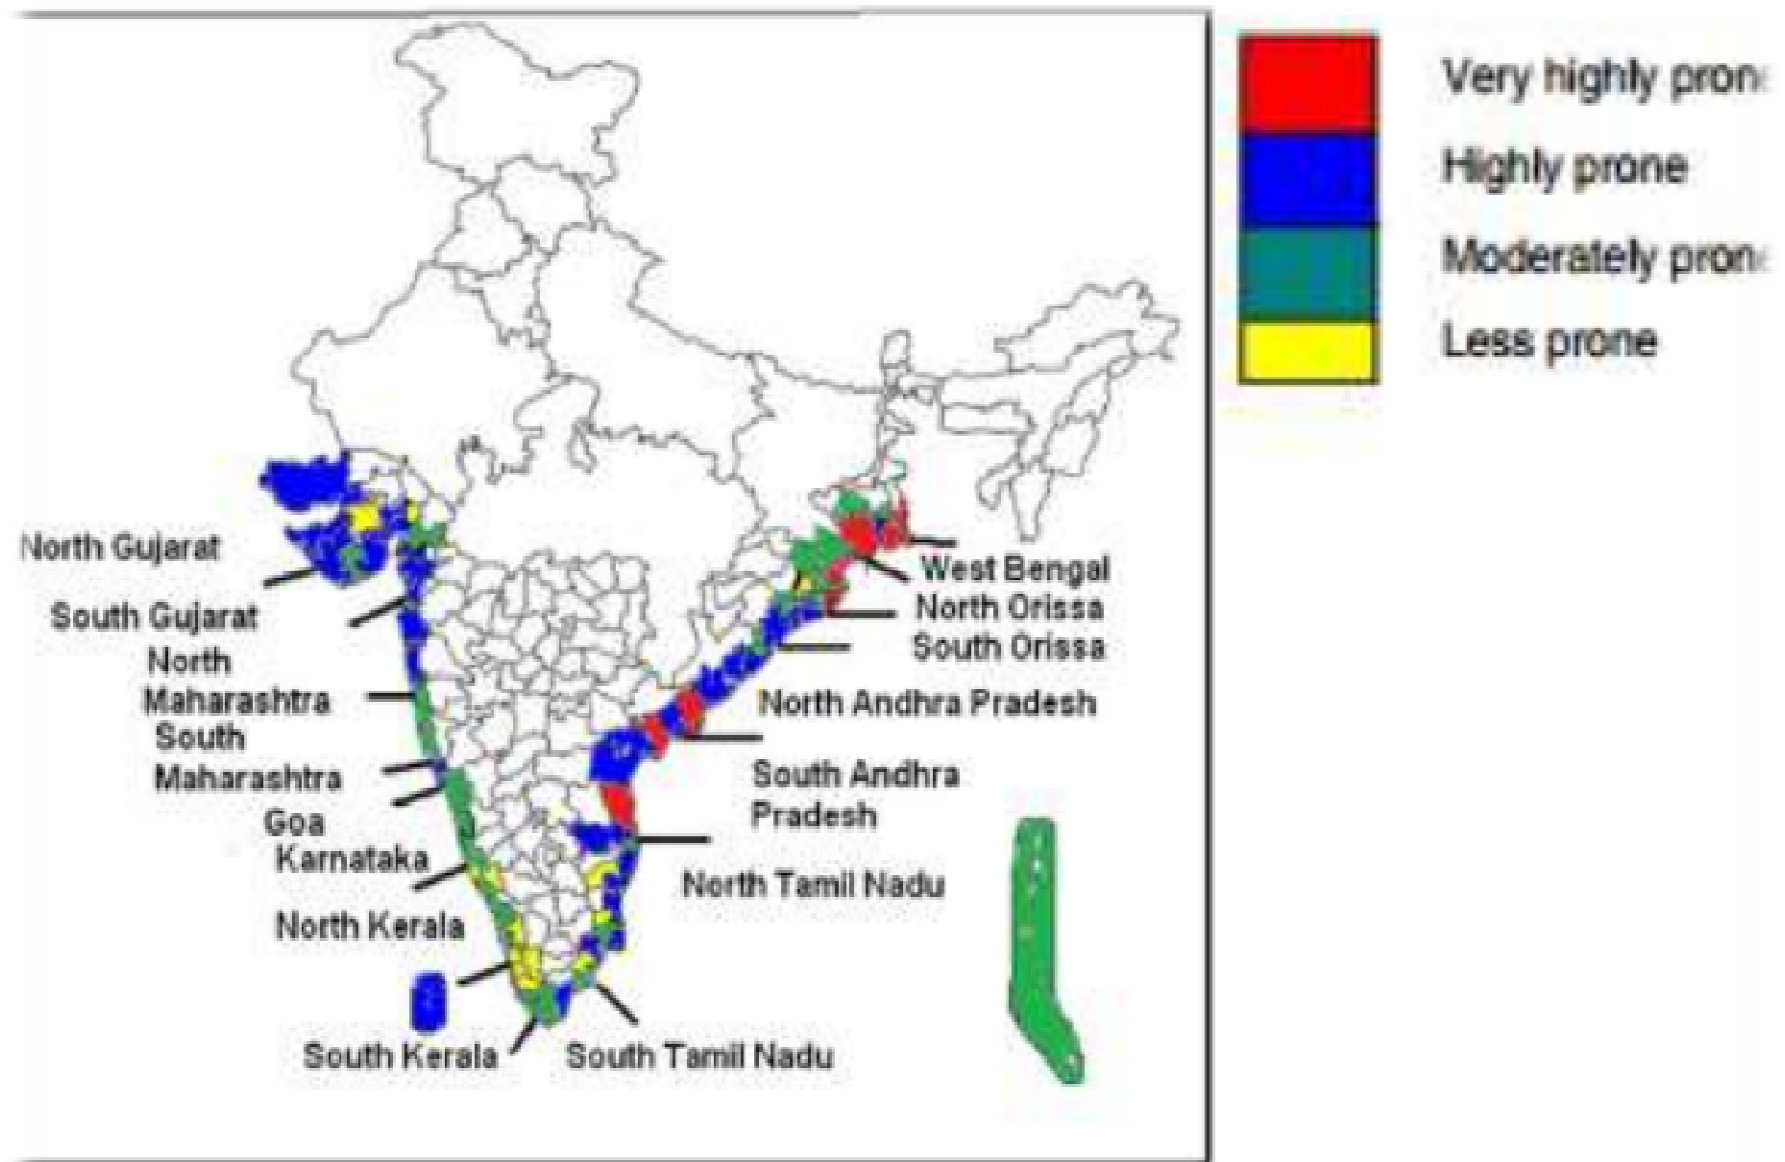 Very highly pron
Highly prone
Moderately pron
Less prone
North Gujarat
South Gujarat
North
Maharashtra
South
Maharashtra
Goa
Karnataka
North Kerala
South Kerala
South Tamil Nadu
West Bengal
North Orissa
South Orissa
North Andhra Pradesh
South Andhra
Pradesh
North Tamil Nadu